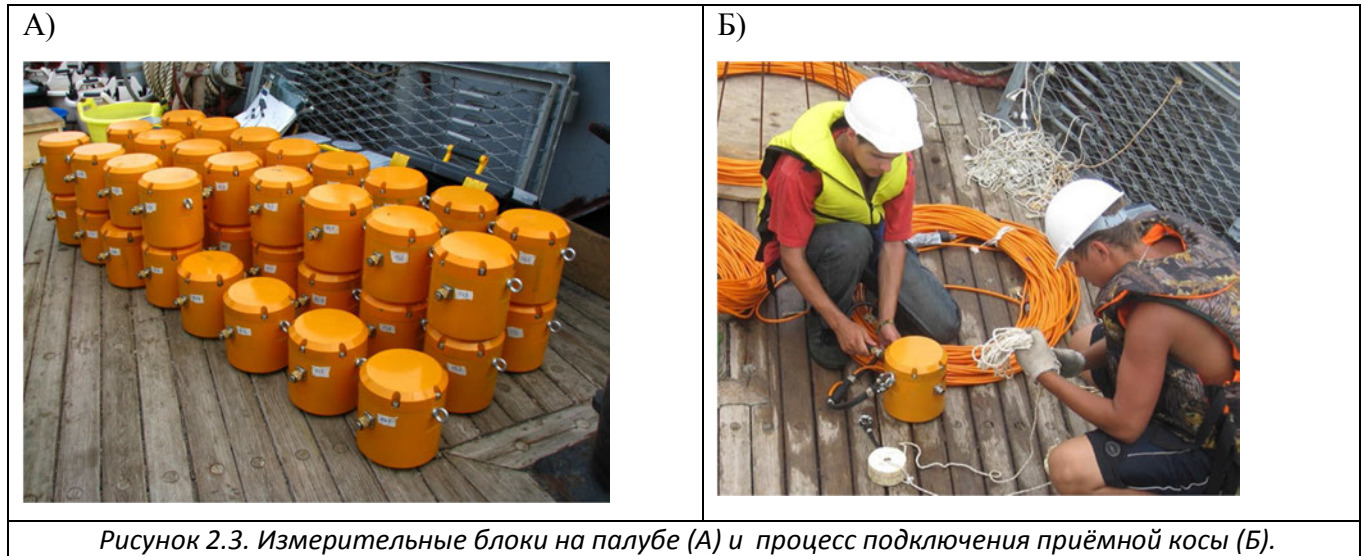 А)
Б)
Рисунок 2.3. Измерительные блоки на палубе (А) и процесс подключения приёмной косы (Б).